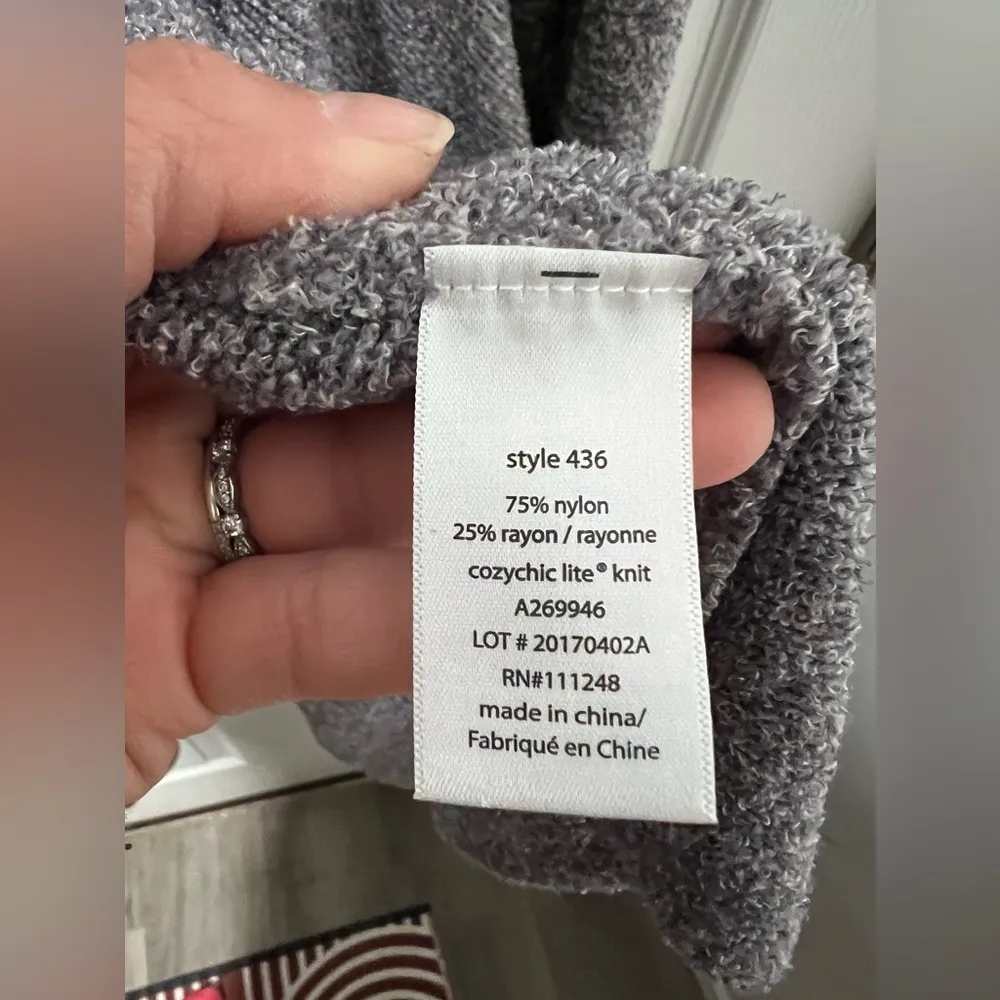 style 436
75% nylon
25% rayon / rayonne
cozychic lite® knit
A269946
LOT # 20170402A
RN#111248
made in china/
Fabriqué en Chine